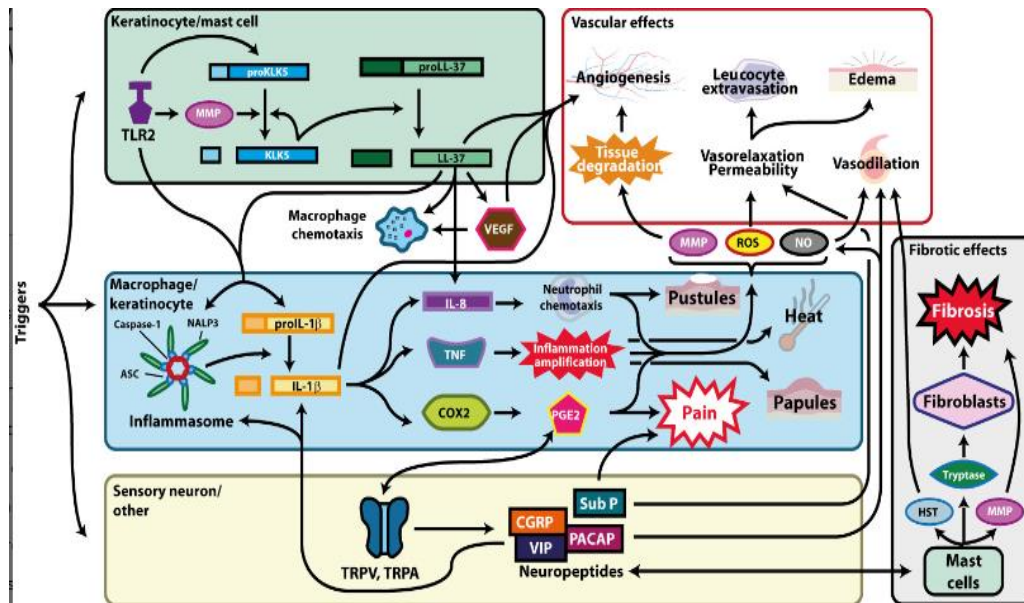 Keratinocyte/mast cell
proKLK5
proLL-37
TLR2
MMP
KLK5
LL-37
Macrophage
chemotaxis
VEGF
Vascular effects
Angiogenesis
Leucocyte
extravasation
Edema
Tissue
degradation
Vasorelaxation
Permeability
Vasodilation
MMP
ROS
NO
Triggers
Macrophage/
keratinocyte
Caspase-1
NALP3
ASC
Inflammasome
proIL-1β
IL-1β
IL-8
Neutrophil
chemotaxis
Pustules
Heat
TNF
Inflammation
amplification
COX2
PGE2
Pain
Papules
Sensory neuron/
other
TRPV, TRPA
Sub P
CGRP
VIP
PACAP
Neuropeptides
Fibrotic effects
Fibrosis
Fibroblasts
Tryptase
HST
MMP
Mast
cells